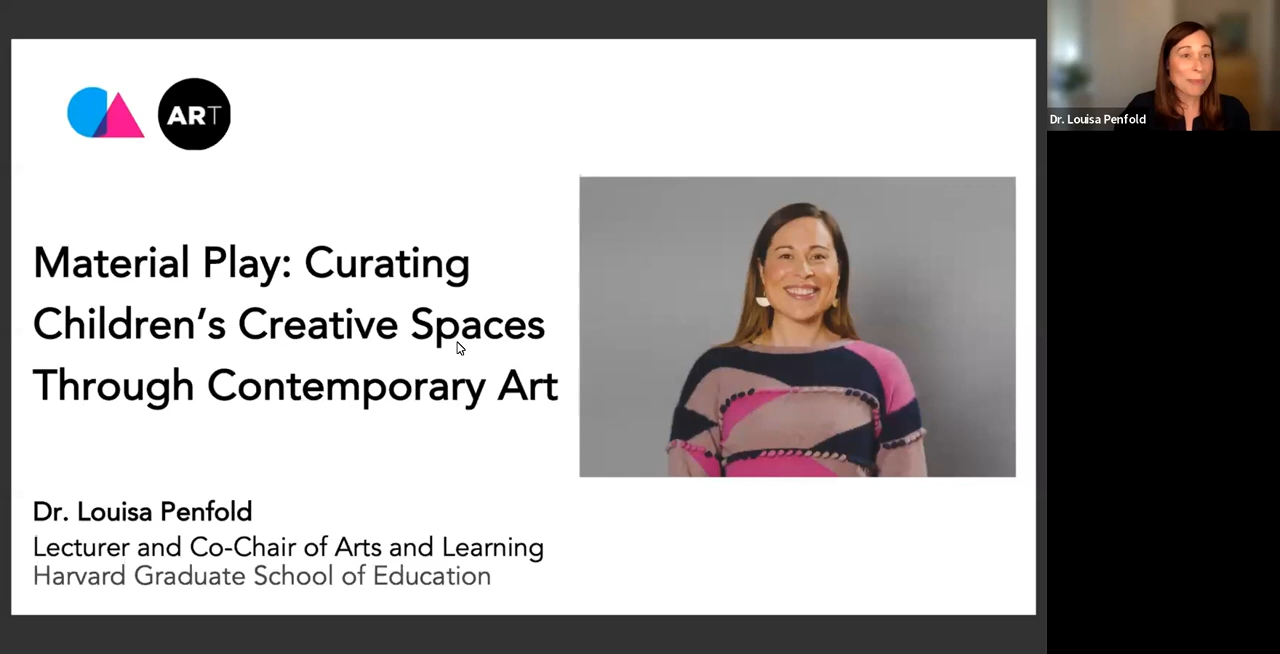 ART
Material Play: Curating
Children’s Creative Spaces
Through Contemporary Art
Dr. Louisa Penfold
Lecturer and Co-Chair of Arts and Learning
Harvard Graduate School of Education
Dr. Louisa Penfold